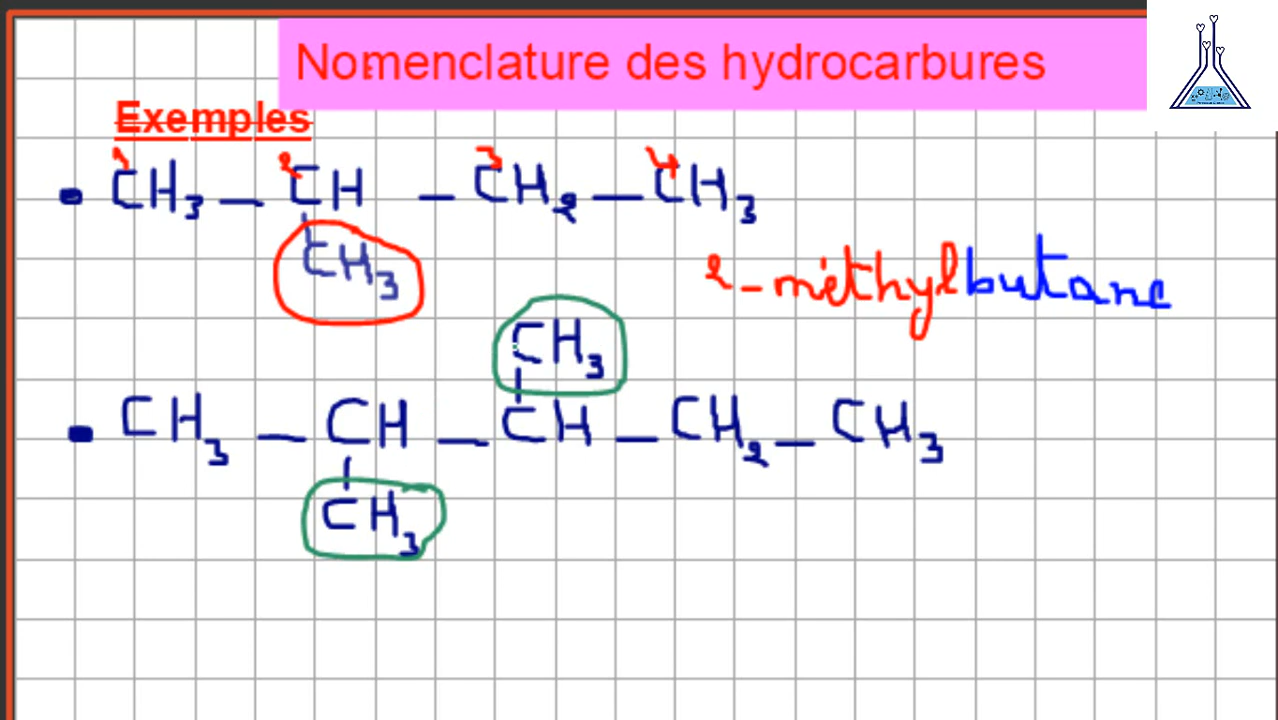 Nomenclature des hydrocarbures
Exemples
1 2 3 4
CH3 — CH — CH2 — CH3
CH3
2-méthylbutane
CH3
CH3 — CH — CH — CH2 — CH3
CH3